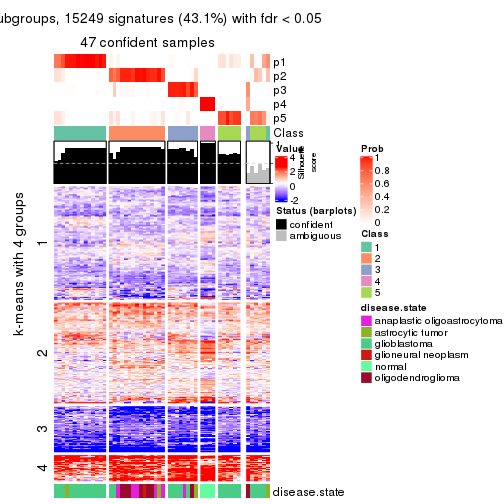 ubgroups, 15249 signatures (43.1%) with fdr < 0.05
47 confident samples
p1
p2
p3
p4
p5
Class
Silhouette
score
1
k-means with 4 groups
1
2
3
4
disease.state
Value
4
2
0
-2
Status (barplots)
confident
ambiguous
Prob
1
0.8
0.6
0.4
0.2
0
Class
1
2
3
4
5
disease.state
anaplastic oligoastrocytoma
astrocytic tumor
glioblastoma
glioneural neoplasm
normal
oligodendroglioma